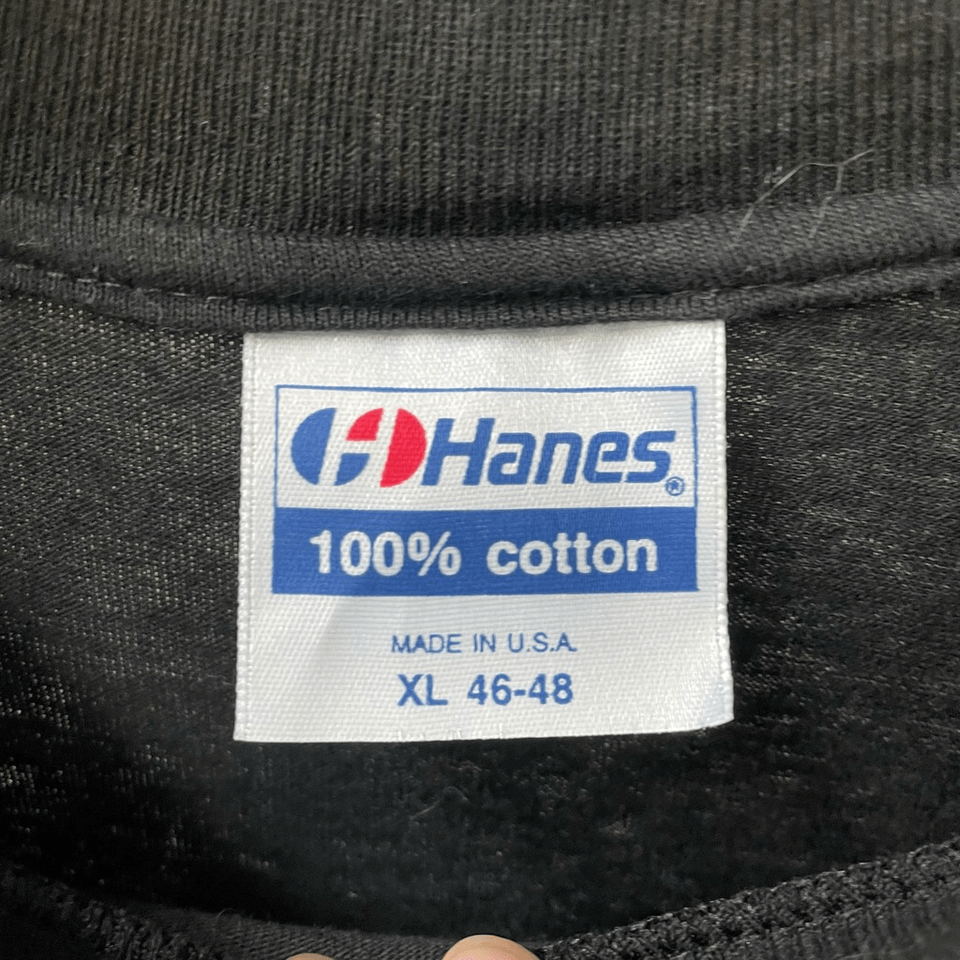 Hanes®
100% cotton
MADE IN U.S.A.
XL 46-48